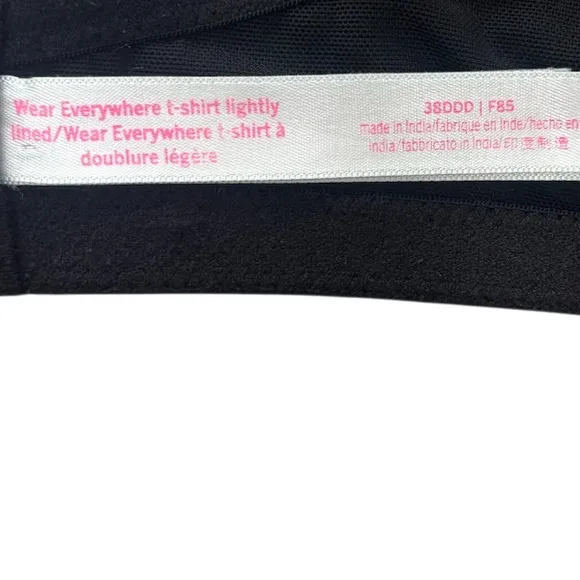 Wear Everywhere t-shirt lightly
lined/Wear Everywhere t-shirt à
doublure légère
38DDD | F85
made in India/fabriqué en Inde/hecho en
India/fabbricato in India/印度制造